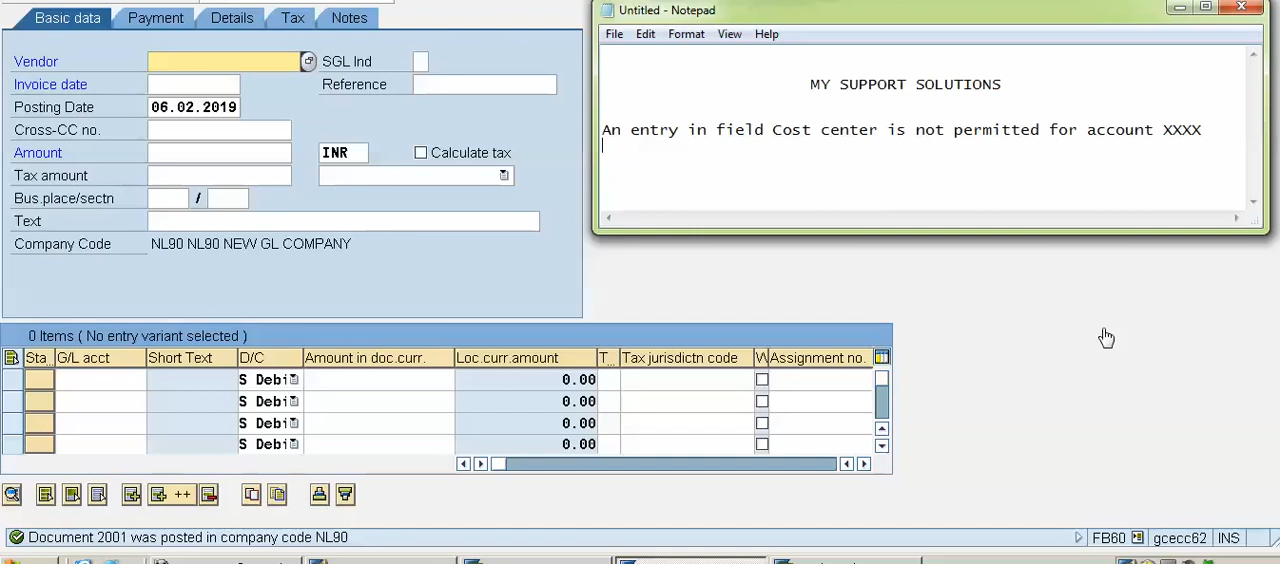 Basic data Payment Details Tax Notes
Vendor SGL Ind
Invoice date Reference
Posting Date 06.02.2019
Cross-CC no.
Amount INR Calculate tax
Tax amount
Bus.place/sectn /
Text
Company Code NL90 NL90 NEW GL COMPANY
Untitled - Notepad
File Edit Format View Help
MY SUPPORT SOLUTIONS
An entry in field Cost center is not permitted for account XXXX
0 Items ( No entry variant selected )
Sta... G/L acct Short Text D/C Amount in doc.curr. Loc.curr.amount T... Tax jurisdictn code W Assignment no.
S Debi 0.00
S Debi 0.00
S Debi 0.00
S Debi 0.00
++
Document 2001 was posted in company code NL90 FB60 gcecc62 INS